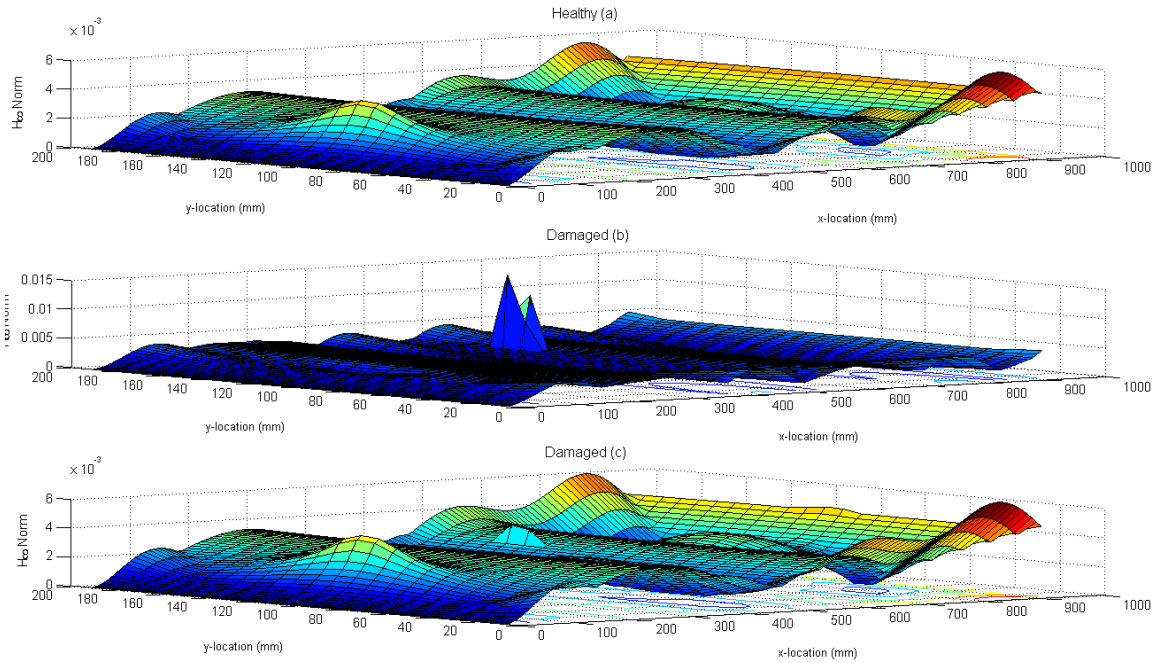 Healthy (a)
× 10⁻³
6
4
2
0
H∞ Norm
200 180 160 140 120 100 80 60 40 20 0
y-location (mm)
0 100 200 300 400 500 600 700 800 900 1000
x-location (mm)
Damaged (b)
0.015
0.01
0.005
0
Norm
200 180 160 140 120 100 80 60 40 20 0
y-location (mm)
0 100 200 300 400 500 600 700 800 900 1000
x-location (mm)
Damaged (c)
× 10⁻³
6
4
2
0
H∞ Norm
200 180 160 140 120 100 80 60 40 20 0
y-location (mm)
0 100 200 300 400 500 600 700 800 900 1000
x-location (mm)